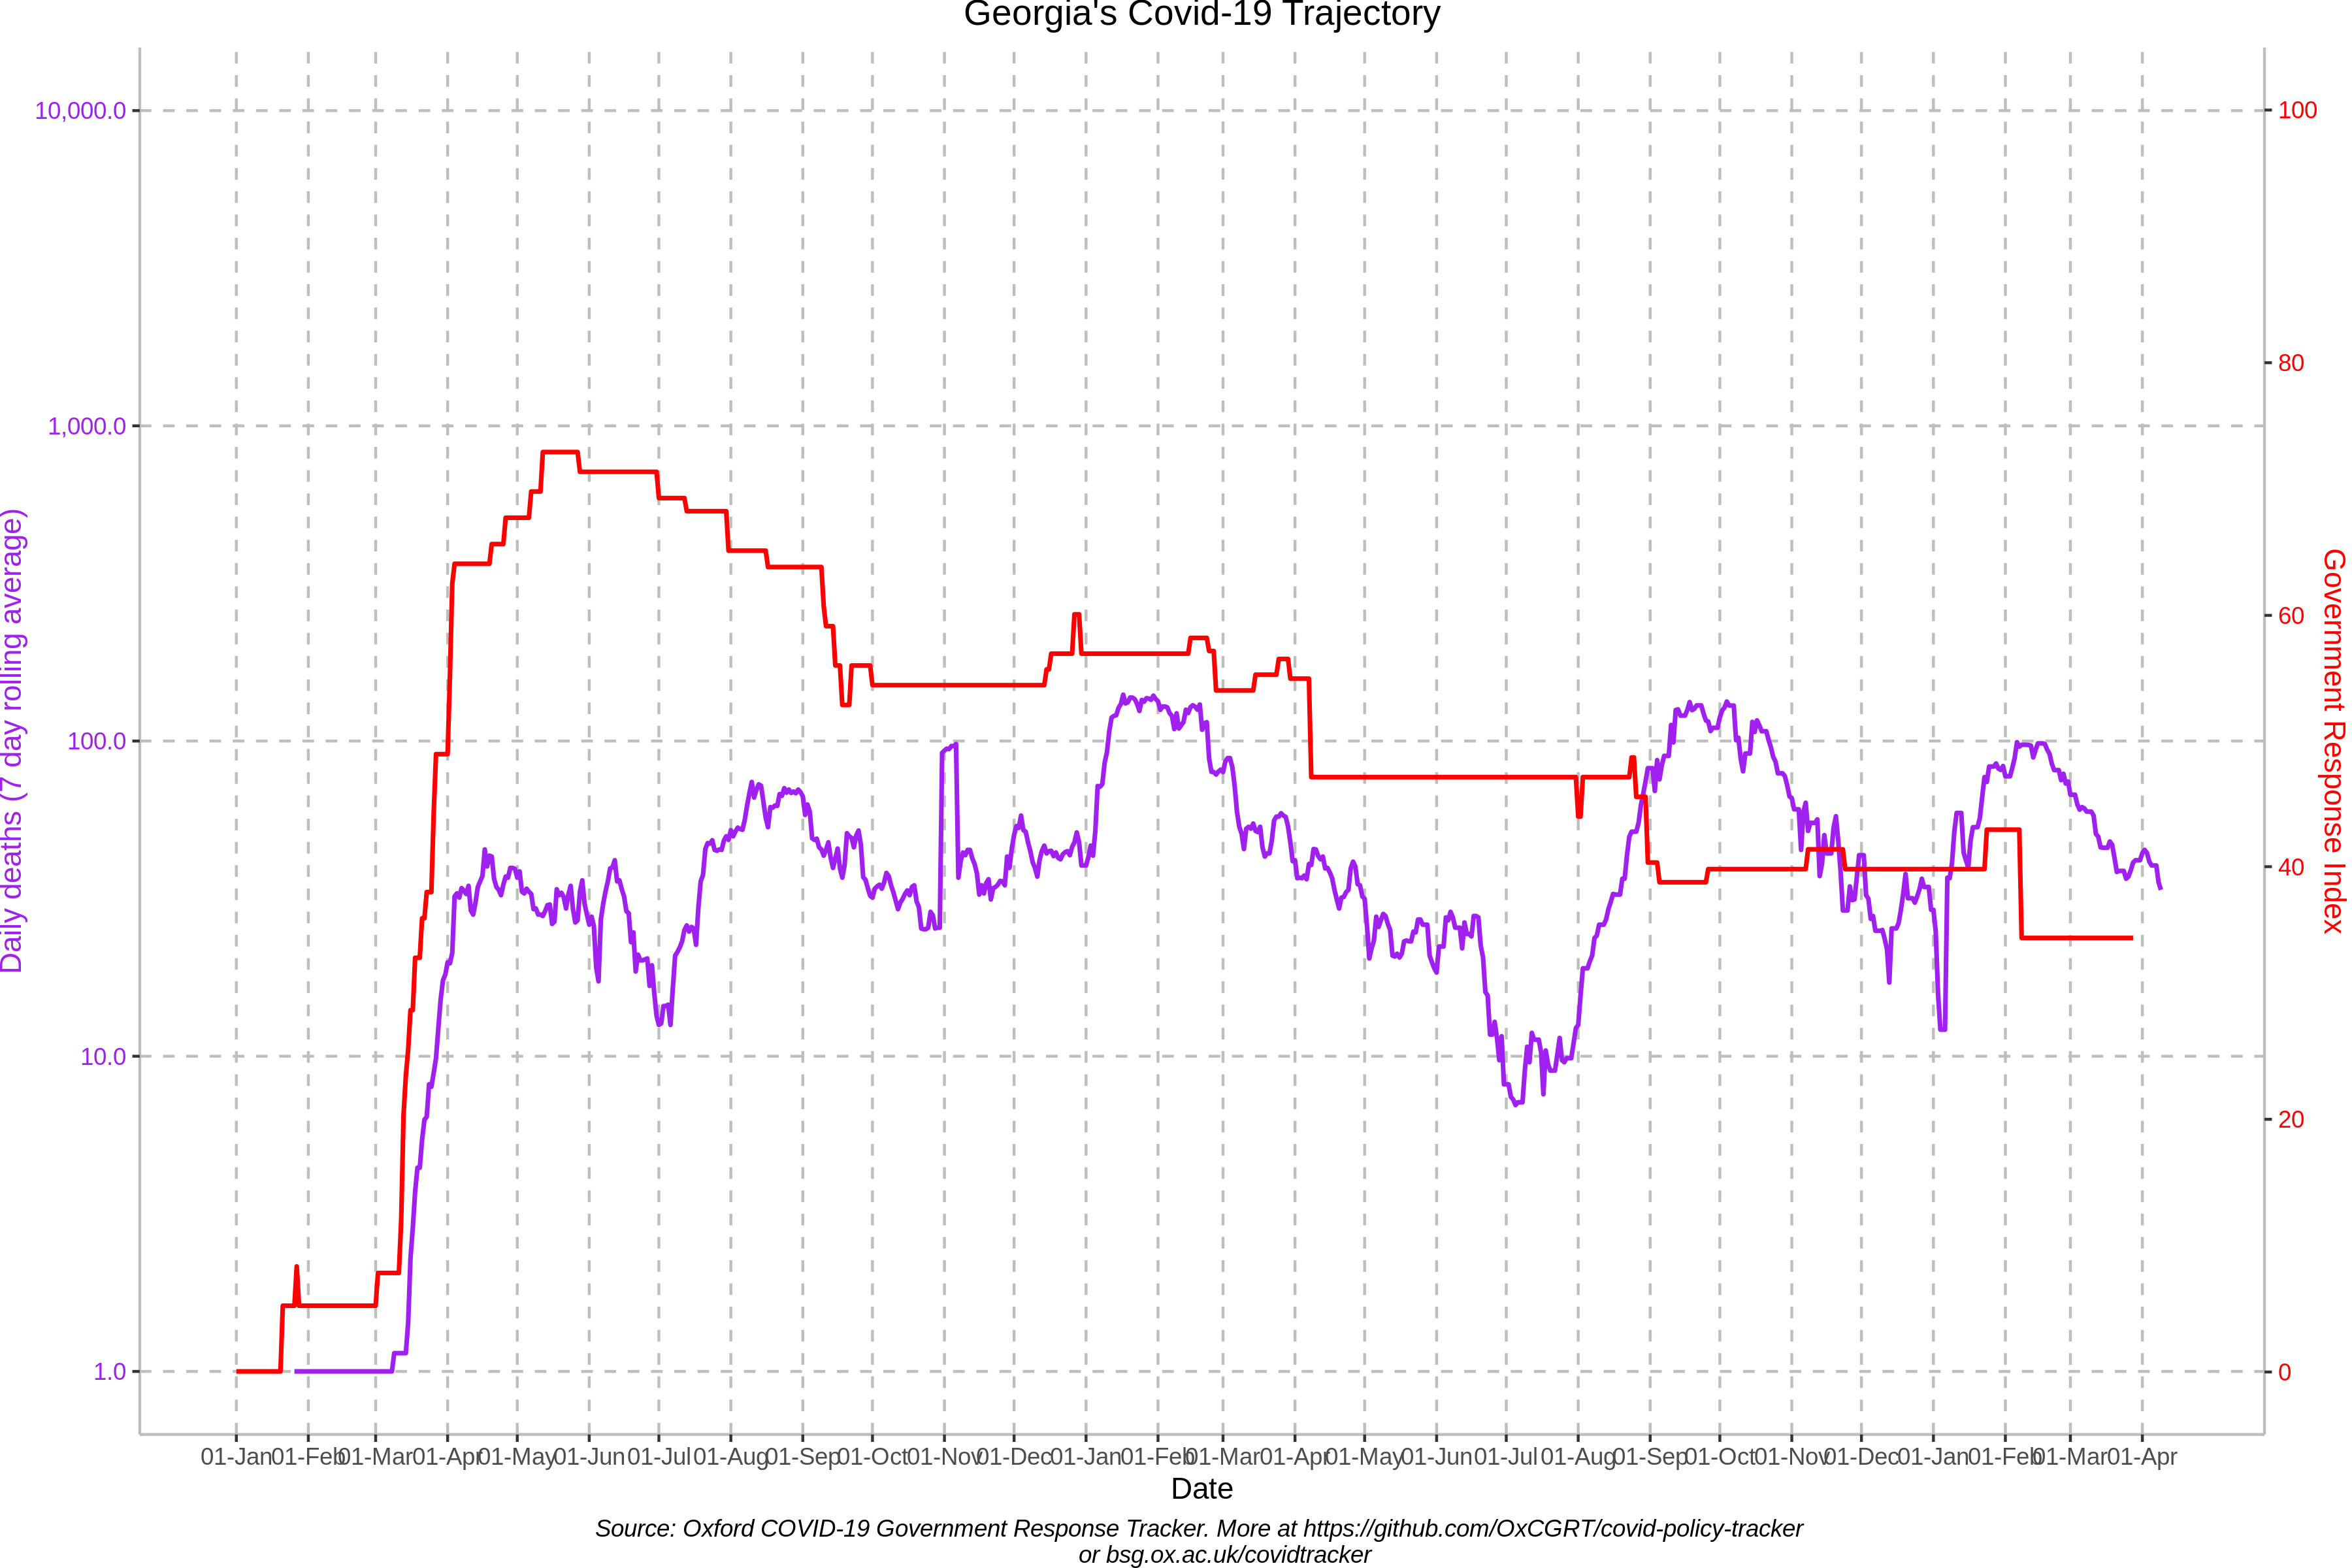 Georgia's Covid-19 Trajectory
10,000.0
1,000.0
100.0
10.0
1.0
Daily deaths (7 day rolling average)
100
80
60
40
20
0
Government Response Index
01-Jan 01-Feb 01-Mar 01-Apr 01-May 01-Jun 01-Jul 01-Aug 01-Sep 01-Oct 01-Nov 01-Dec 01-Jan 01-Feb 01-Mar 01-Apr 01-May 01-Jun 01-Jul 01-Aug 01-Sep 01-Oct 01-Nov 01-Dec 01-Jan 01-Feb 01-Mar 01-Apr
Date
Source: Oxford COVID-19 Government Response Tracker. More at https://github.com/OxCGRT/covid-policy-tracker
or bsg.ox.ac.uk/covidtracker